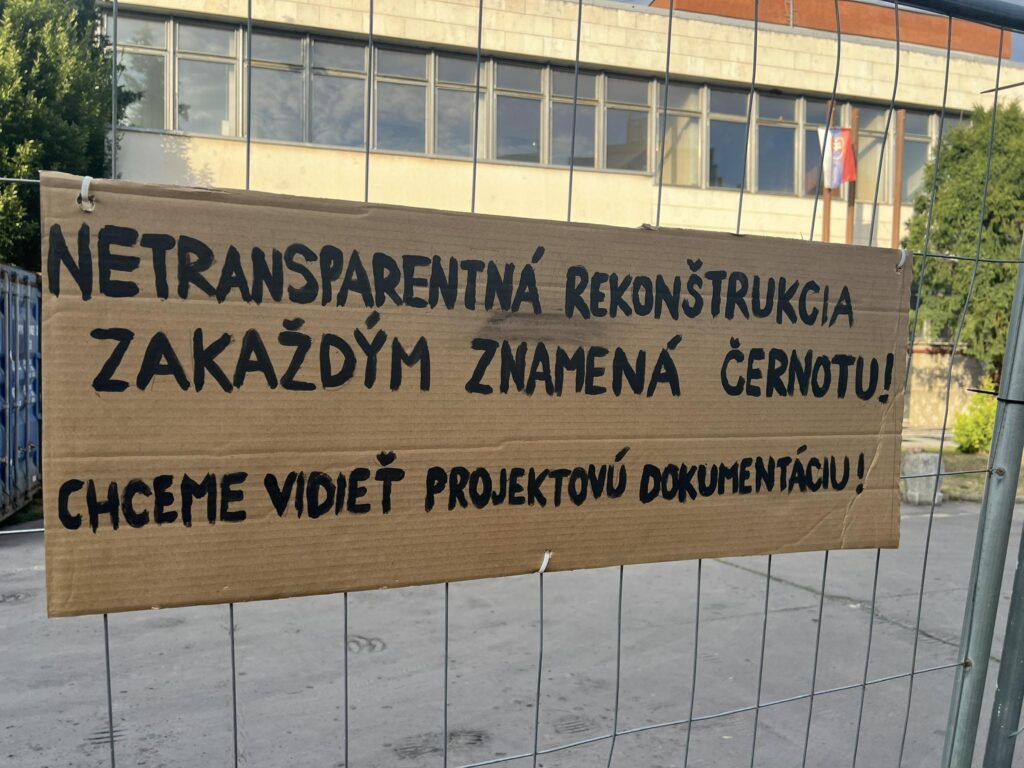 NETRANSPARENTNÁ REKONŠTRUKCIA
ZAKAŽDÝM ZNAMENÁ ČERNOTU!
CHCEME VIDIEŤ PROJEKTOVÚ DOKUMENTÁCIU!